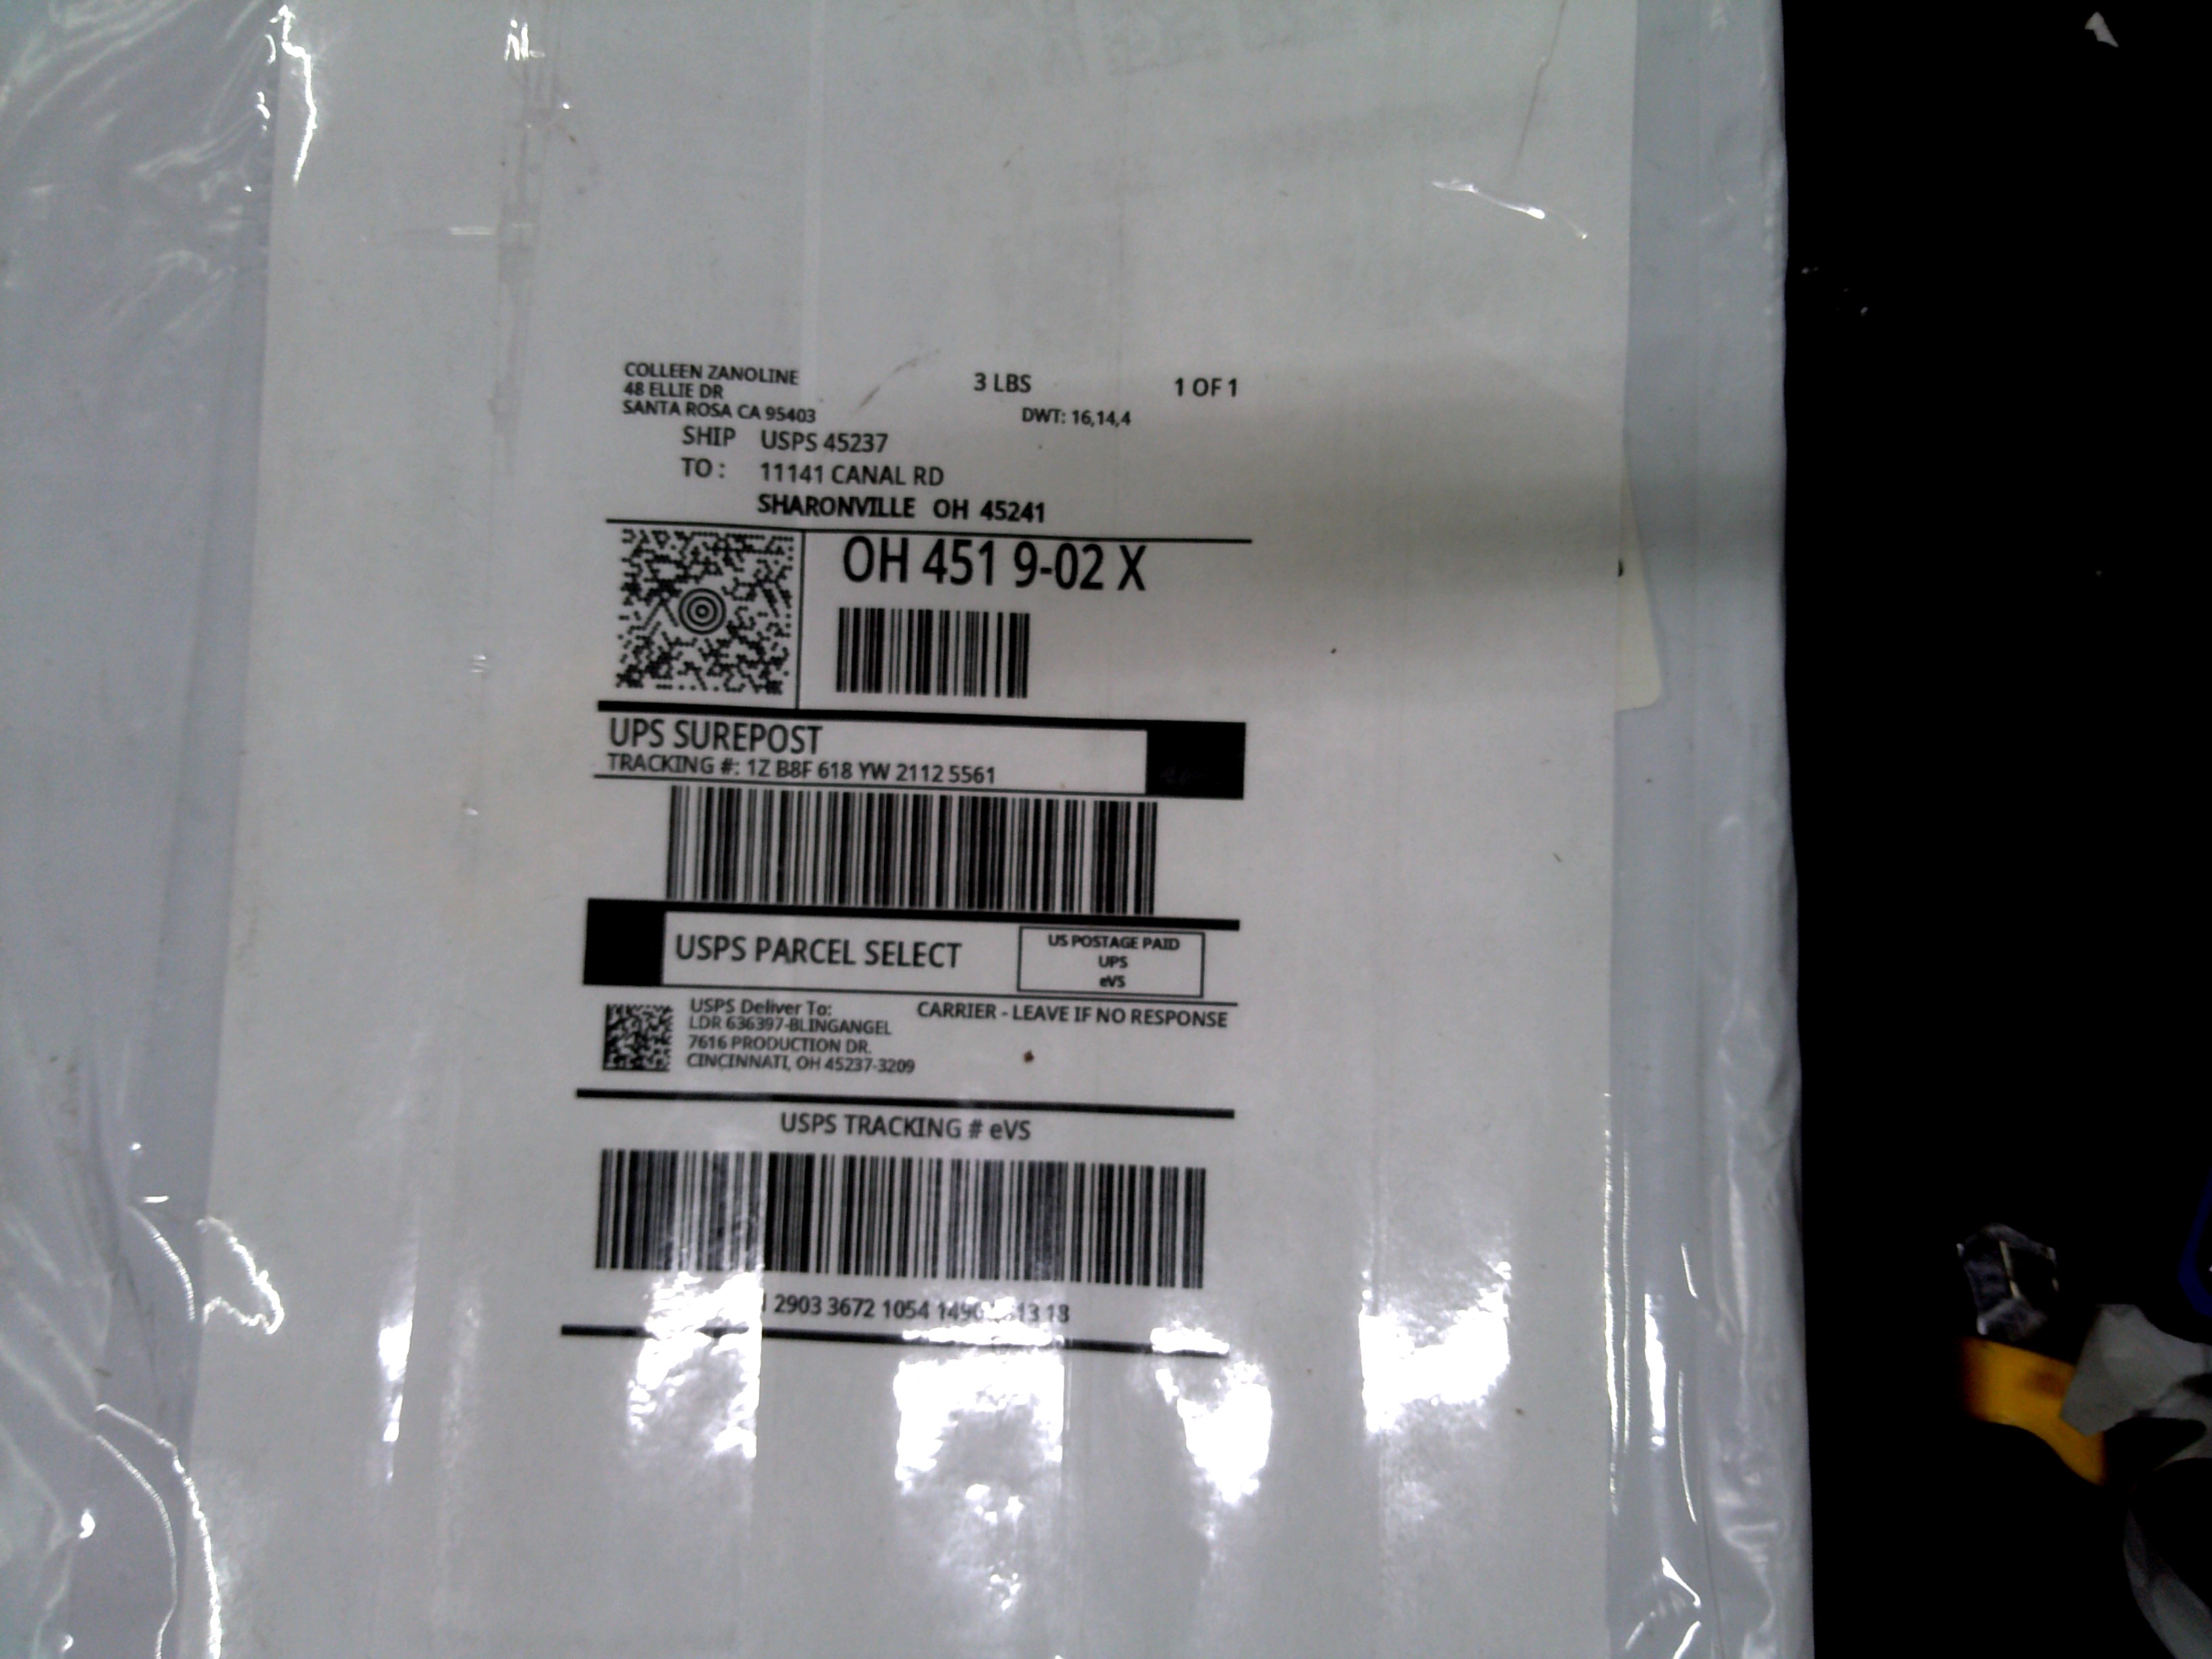 COLLEEN ZANOLINE
48 ELLIE DR
SANTA ROSA CA 95403
3 LBS
1 OF 1
DWT: 16,14,4
SHIP TO:
USPS 45237
11141 CANAL RD
SHARONVILLE OH 45241
OH 451 9-02 X
UPS SUREPOST
TRACKING #: 1Z B8F 618 YW 2112 5561
USPS PARCEL SELECT
US POSTAGE PAID
UPS
eVS
USPS Deliver To:
CARRIER - LEAVE IF NO RESPONSE
LDR 636397-BLINGANGEL
7616 PRODUCTION DR.
CINCINNATI, OH 45237-3209
USPS TRACKING # eVS
2903 3672 1054 18